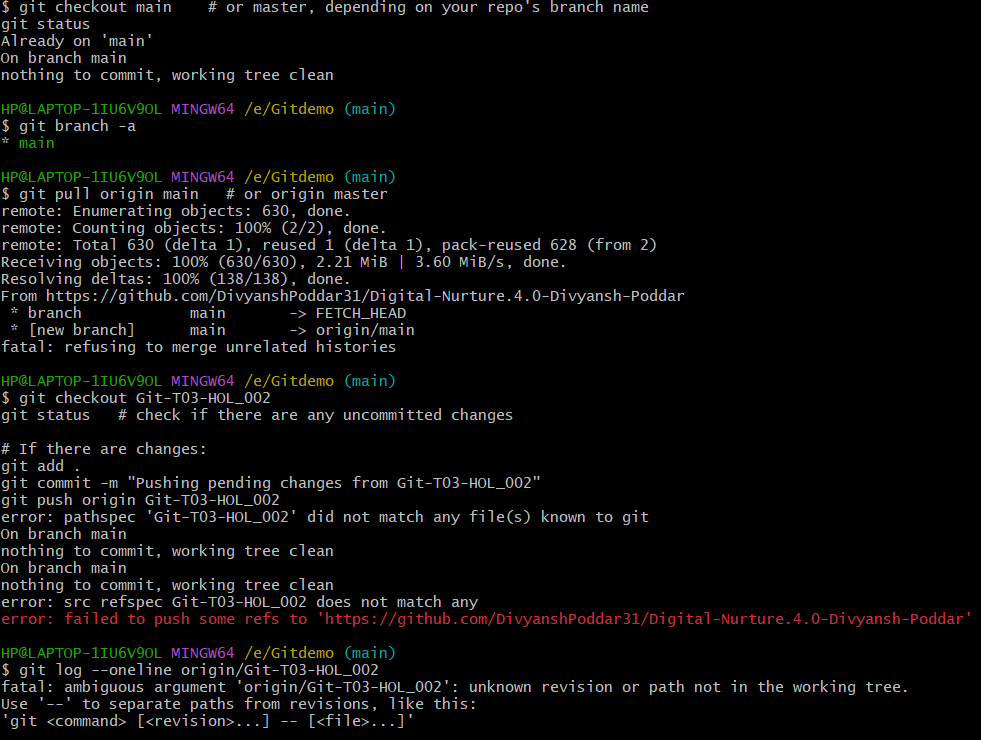 $ git checkout main    # or master, depending on your repo's branch name
git status
Already on 'main'
On branch main
nothing to commit, working tree clean
HP@LAPTOP-1IU6V9OL MINGW64 /e/Gitdemo (main)
$ git branch -a
* main
HP@LAPTOP-1IU6V9OL MINGW64 /e/Gitdemo (main)
$ git pull origin main   # or origin master
remote: Enumerating objects: 630, done.
remote: Counting objects: 100% (2/2), done.
remote: Total 630 (delta 1), reused 1 (delta 1), pack-reused 628 (from 2)
Receiving objects: 100% (630/630), 2.21 MiB | 3.60 MiB/s, done.
Resolving deltas: 100% (138/138), done.
From https://github.com/DivyanshPoddar31/Digital-Nurture.4.0-Divyansh-Poddar
 * branch            main       -> FETCH_HEAD
 * [new branch]      main       -> origin/main
fatal: refusing to merge unrelated histories
HP@LAPTOP-1IU6V9OL MINGW64 /e/Gitdemo (main)
$ git checkout Git-T03-HOL_002
git status   # check if there are any uncommitted changes
# If there are changes:
git add .
git commit -m "Pushing pending changes from Git-T03-HOL_002"
git push origin Git-T03-HOL_002
error: pathspec 'Git-T03-HOL_002' did not match any file(s) known to git
On branch main
nothing to commit, working tree clean
On branch main
nothing to commit, working tree clean
error: src refspec Git-T03-HOL_002 does not match any
error: failed to push some refs to 'https://github.com/DivyanshPoddar31/Digital-Nurture.4.0-Divyansh-Poddar'
HP@LAPTOP-1IU6V9OL MINGW64 /e/Gitdemo (main)
$ git log --oneline origin/Git-T03-HOL_002
fatal: ambiguous argument 'origin/Git-T03-HOL_002': unknown revision or path not in the working tree.
Use '--' to separate paths from revisions, like this:
'git <command> [<revision>...] -- [<file>...]'